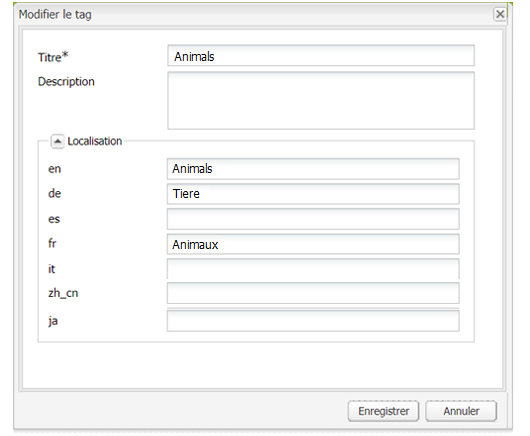 Modifier le tag
Titre* Animals
Description
Localisation
en Animals
de Tiere
es
fr Animaux
it
zh_cn
ja
Enregistrer Annuler